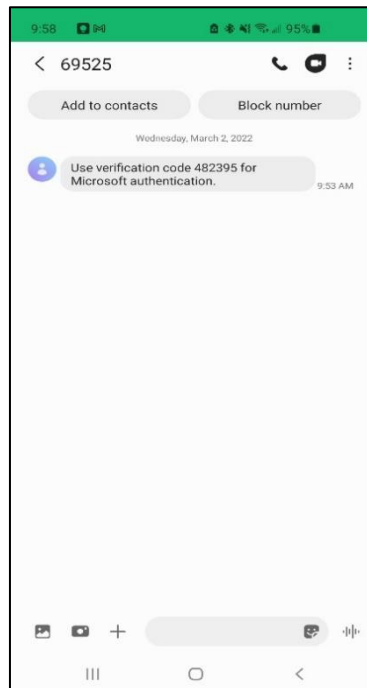 9:58 95%
69525
Add to contacts Block number
Wednesday, March 2, 2022
Use verification code 482395 for
Microsoft authentication.
9:53 AM